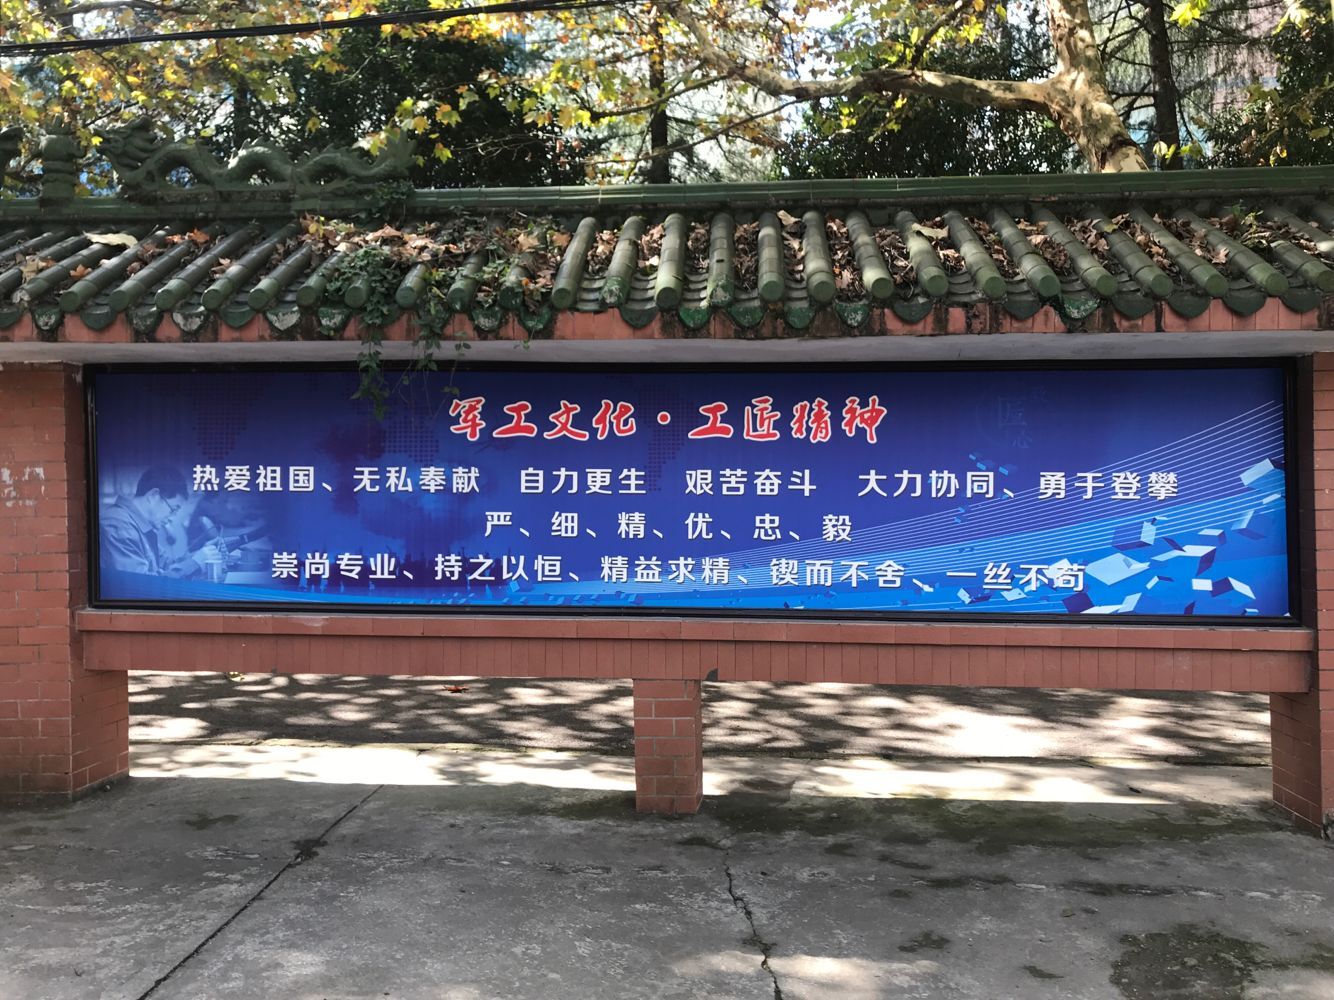 军工文化·工匠精神
热爱祖国、无私奉献 自力更生 艰苦奋斗 大力协同、勇于登攀
严、细、精、优、忠、毅
崇尚专业、持之以恒、精益求精、锲而不舍、一丝不苟